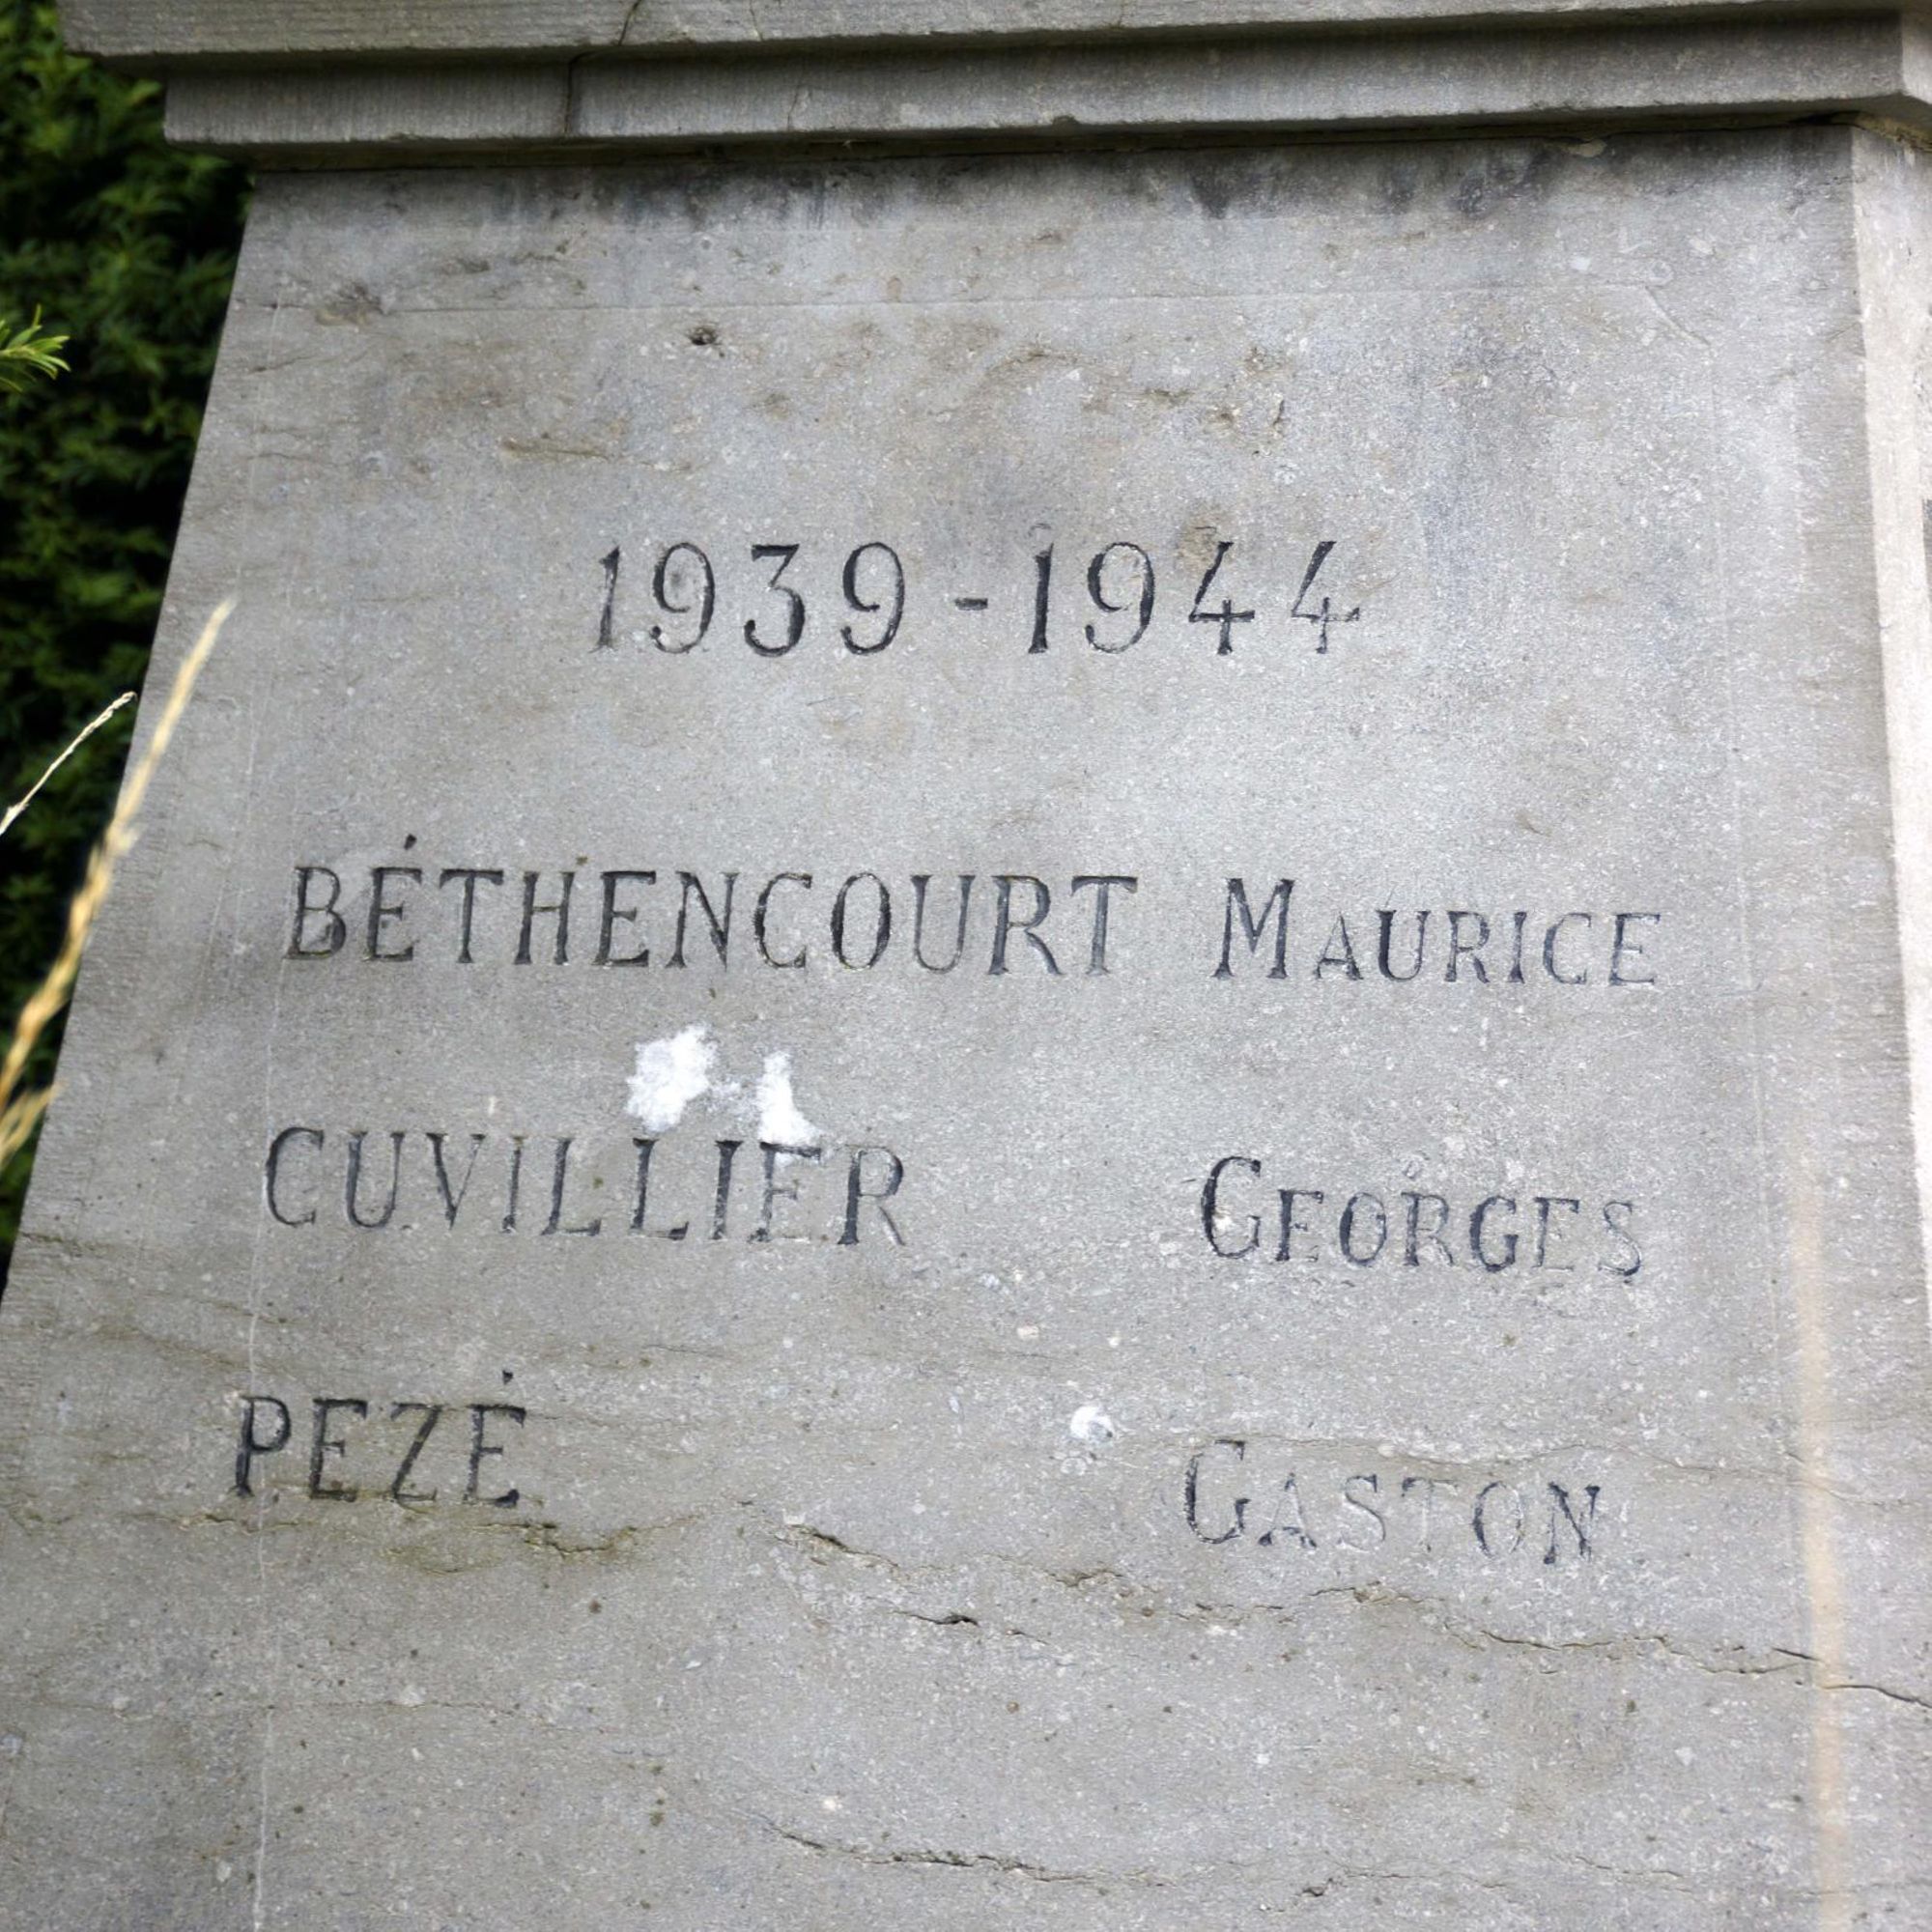 1939-1944
BÉTHENCOURT MAURICE
CUVILLIER GEORGES
PEZÉ GASTON